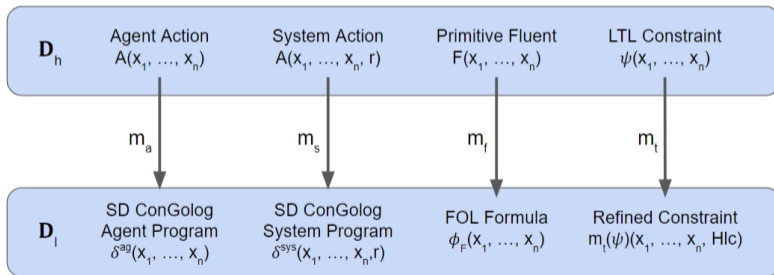 D_h
Agent Action
A(x_1, ..., x_n)
System Action
A(x_1, ..., x_n, r)
Primitive Fluent
F(x_1, ..., x_n)
LTL Constraint
ψ(x_1, ..., x_n)
m_a
m_s
m_f
m_t
D_l
SD ConGolog
Agent Program
δ^ag(x_1, ..., x_n)
SD ConGolog
System Program
δ^sys(x_1, ..., x_n,r)
FOL Formula
ϕ_F(x_1, ..., x_n)
Refined Constraint
m_t(ψ)(x_1, ..., x_n, Hlc)